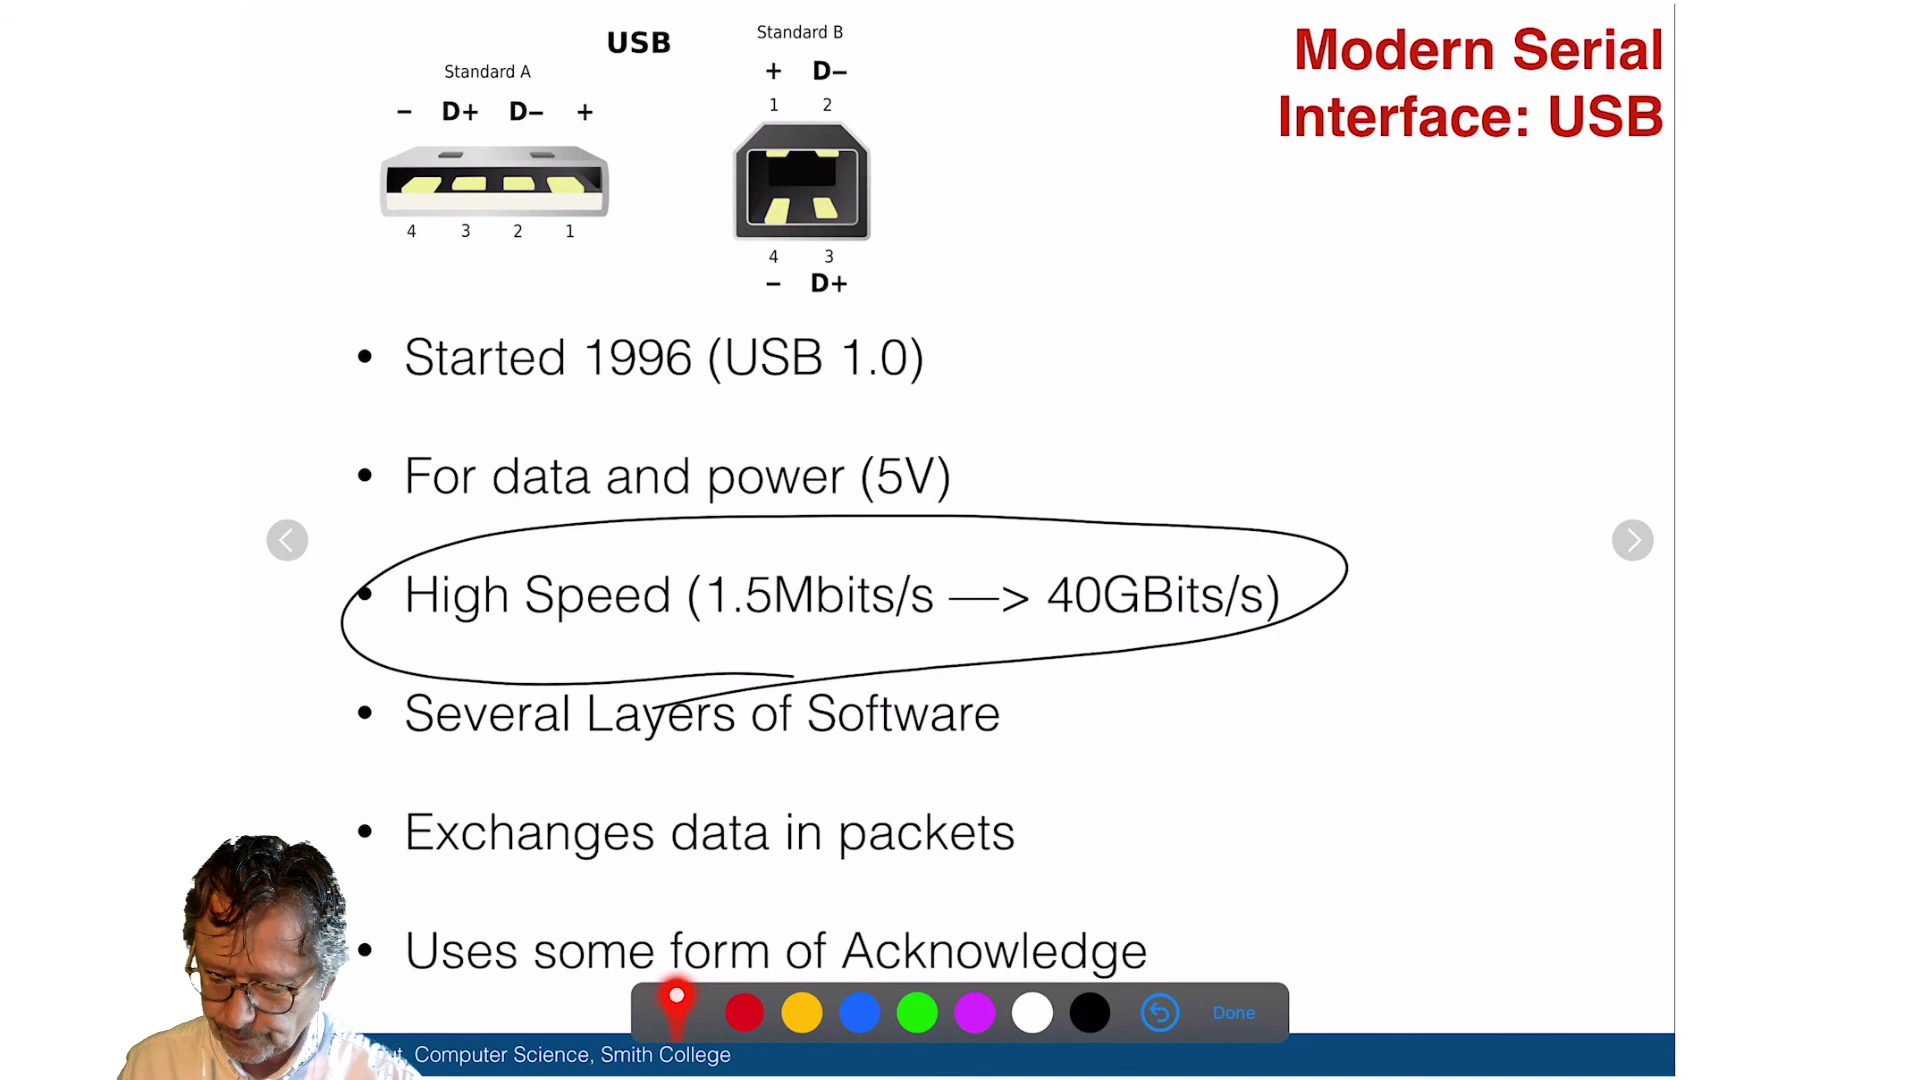 USB
Standard A
− D+ D− +
4 3 2 1
Standard B
+ D−
1 2
4 3
− D+
Modern Serial
Interface: USB
• Started 1996 (USB 1.0)
• For data and power (5V)
• High Speed (1.5Mbits/s —> 40GBits/s)
• Several Layers of Software
• Exchanges data in packets
• Uses some form of Acknowledge
Done
, Computer Science, Smith College